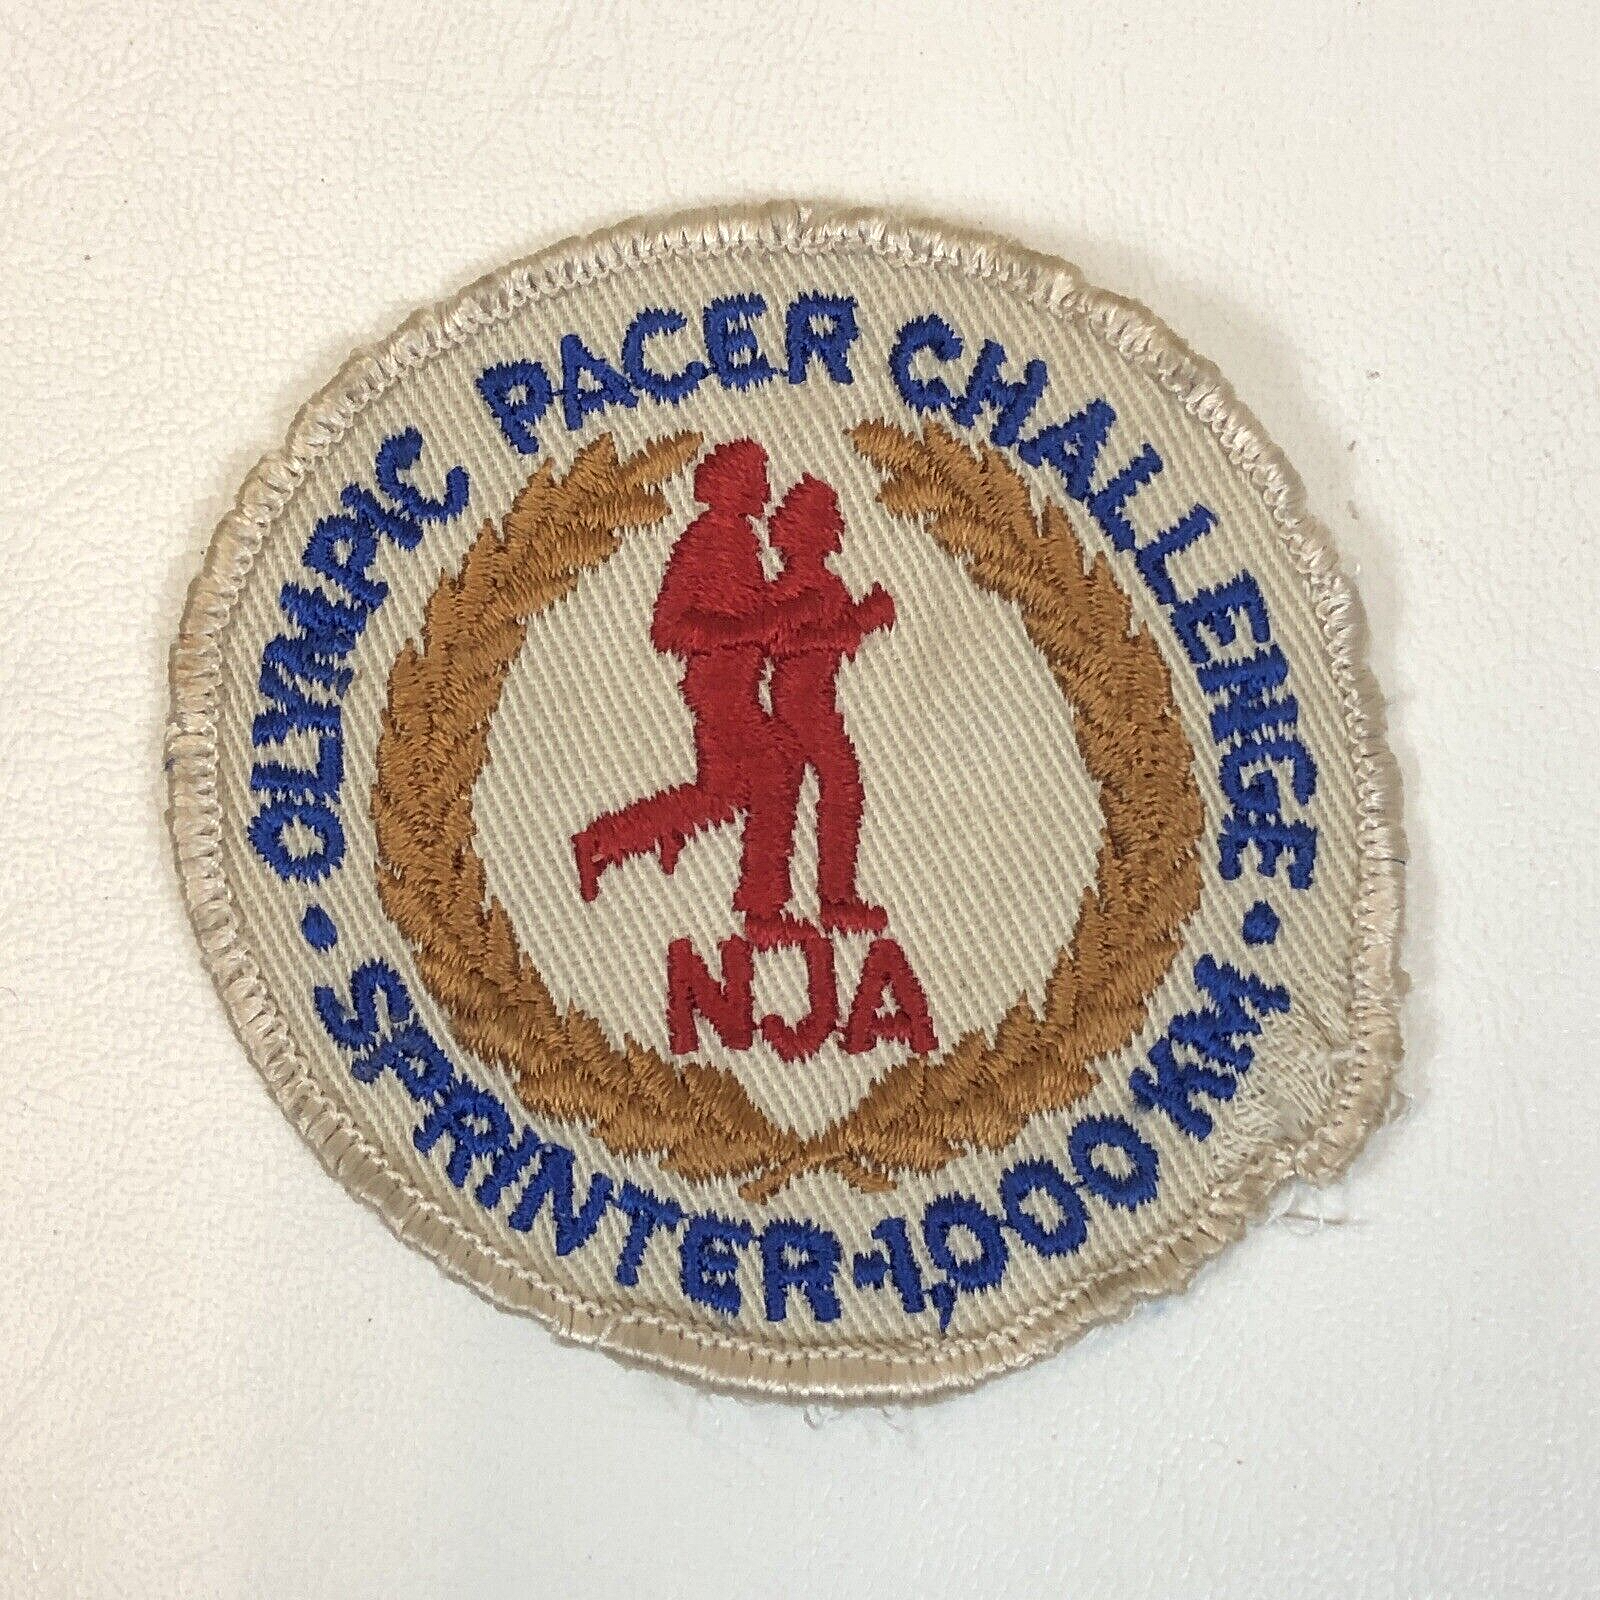 OLYMPIC PACER CHALLENGE
NJA
• SPRINTER-1,000 KM •